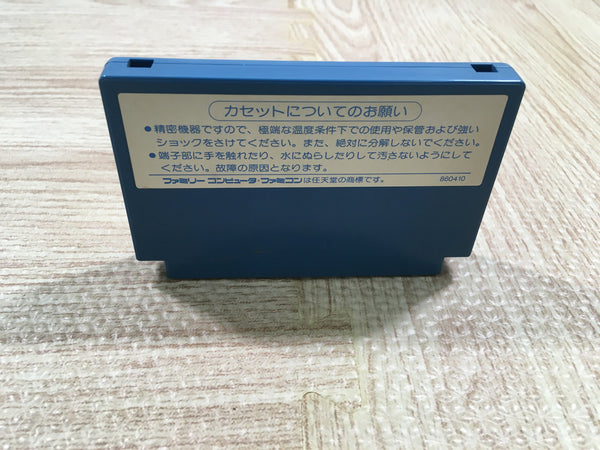 カセットについてのお願い
●精密機器ですので、極端な温度条件下での使用や保管および強い
ショックをさけてください。また、絶対に分解しないでください。
●端子部に手を触れたり、水にぬらしたりして汚さないようにして
ください。故障の原因となります。
ファミリーコンピュータ・ファミコンは任天堂の商標です。 860410